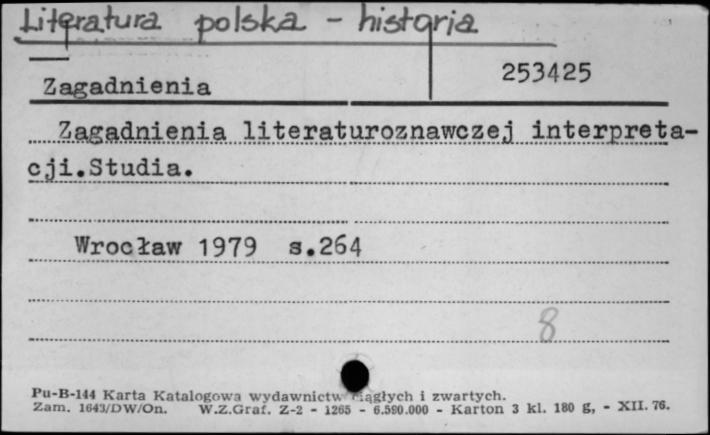 Literatura polska - historia
253425
Zagadnienia
Zagadnienia literaturoznawczej interpreta-
cji.Studia.
Wrocław 1979 s.264
8
Pu-B-144 Karta Katalogowa wydawnictw ciągłych i zwartych.
Zam. 1643/DW/On. W.Z.Graf. Z-2 - 1265 - 6.590.000 - Karton 3 kl. 180 g, - XII. 76.